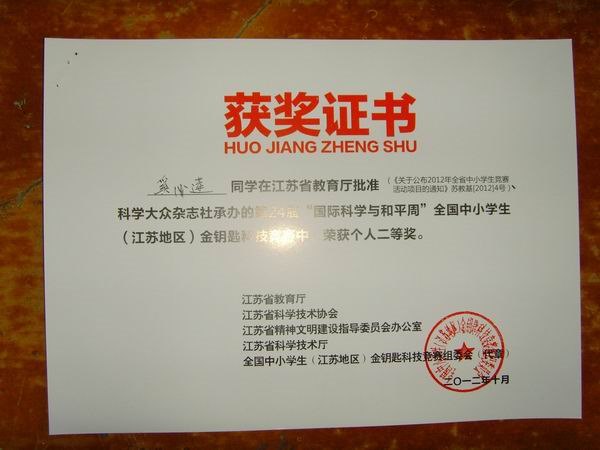 获奖证书
HUO JIANG ZHENG SHU
同学在江苏省教育厅批准(《关于公布2012年全省中小学生竞赛
活动项目的通知》苏教基[2012]4号)、
科学大众杂志社承办的第24届“国际科学与和平周”全国中小学生
(江苏地区)金钥匙科技竞赛中,荣获个人二等奖。
江苏省教育厅
江苏省科学技术协会
江苏省精神文明建设指导委员会办公室
江苏省科学技术厅
全国中小学生(江苏地区)金钥匙科技竞赛组委会(代章)
二〇一二年十月